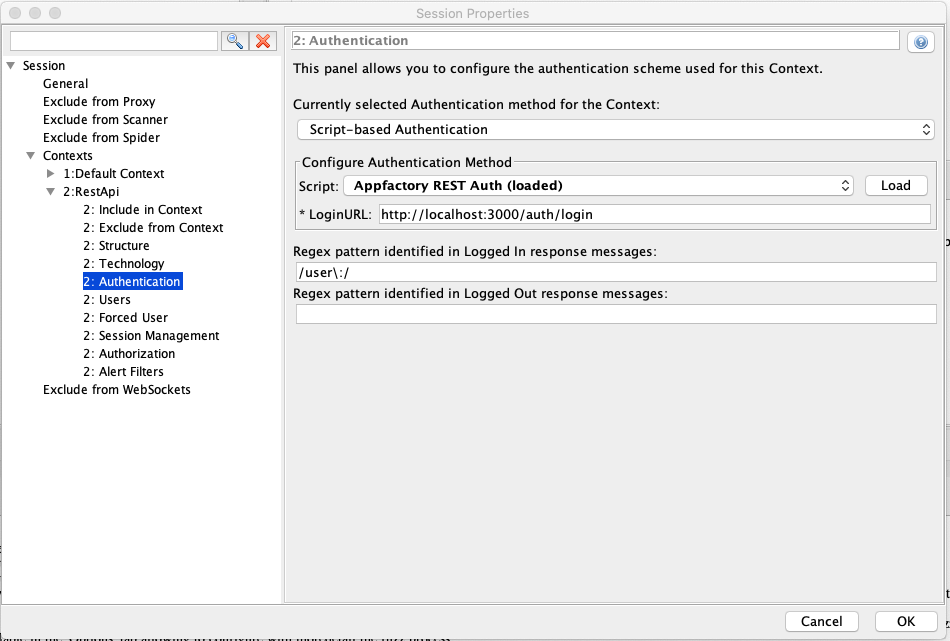 Session Properties
Session
General
Exclude from Proxy
Exclude from Scanner
Exclude from Spider
Contexts
1:Default Context
2:RestApi
2: Include in Context
2: Exclude from Context
2: Structure
2: Technology
2: Authentication
2: Users
2: Forced User
2: Session Management
2: Authorization
2: Alert Filters
Exclude from WebSockets
2: Authentication
This panel allows you to configure the authentication scheme used for this Context.
Currently selected Authentication method for the Context:
Script-based Authentication
Configure Authentication Method
Script: Appfactory REST Auth (loaded) Load
* LoginURL: http://localhost:3000/auth/login
Regex pattern identified in Logged In response messages:
/user\:/
Regex pattern identified in Logged Out response messages:
Cancel OK